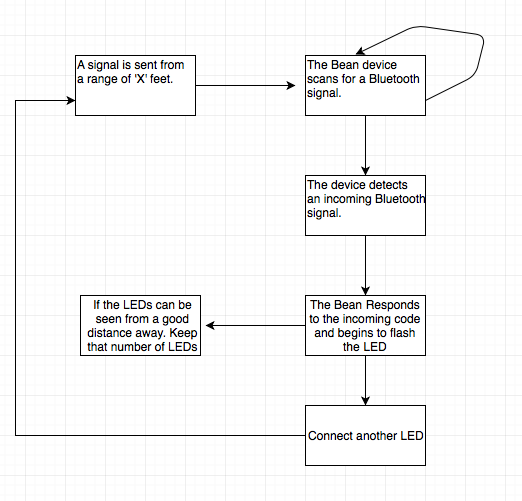 A signal is sent from
a range of 'X' feet.
The Bean device
scans for a Bluetooth
signal.
The device detects
an incoming Bluetooth
signal.
If the LEDs can be
seen from a good
distance away. Keep
that number of LEDs
The Bean Responds
to the incoming code
and begins to flash
the LED
Connect another LED